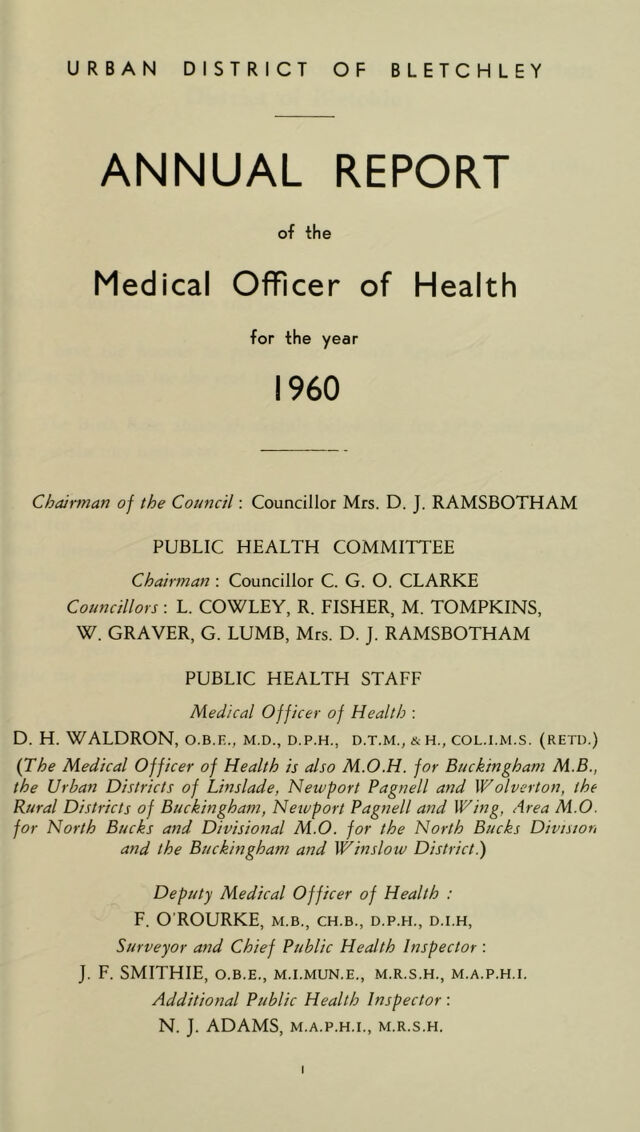 URBAN DISTRICT OF BLETCHLEY
ANNUAL REPORT
of the
Medical Officer of Health
for the year
1960
Chairman of the Council : Councillor Mrs. D. J. RAMSBOTHAM
PUBLIC HEALTH COMMITTEE
Chairman : Councillor C. G. O. CLARKE
Councillors : L. COWLEY, R. FISHER, M. TOMPKINS,
W. GRAVER, G. LUMB, Mrs. D. J. RAMSBOTHAM
PUBLIC HEALTH STAFF
Medical Officer of Health :
D. H. WALDRON, O.B.E., M.D., D.P.H., D.T.M., & H., COL.I.M.S. (RETD.)
(The Medical Officer of Health is also M.O.H. for Buckingham M.B.,
the Urban Districts of Linslade, Newport Pagnell and Wolverton, the
Rural Districts of Buckingham, Newport Pagnell and Wing, Area M.O.
for North Bucks and Divisional M.O. for the North Bucks Division
and the Buckingham and Winslow District.)
Deputy Medical Officer of Health :
F. O'ROURKE, M.B., CH.B., D.P.H., D.I.H,
Surveyor and Chief Public Health Inspector :
J. F. SMITHIE, O.B.E., M.I.MUN.E., M.R.S.H., M.A.P.H.I.
Additional Public Health Inspector :
N. J. ADAMS, M.A.P.H.I., M.R.S.H.
1